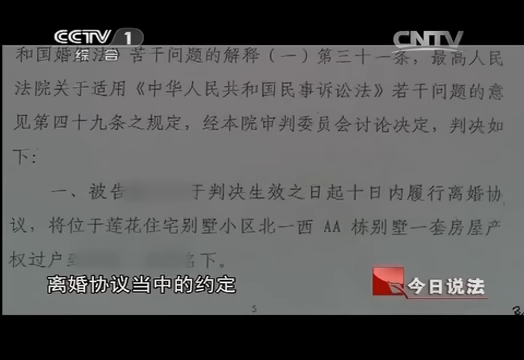 CCTV 1
综合
CNTV
和国婚姻法》若干问题的解释（一）第三十一条，最高人民
法院关于适用《中华人民共和国民事诉讼法》若干问题的意
见第四十九条之规定，经本院审判委员会讨论决定，判决如
下：
一、被告 于判决生效之日起十日内履行离婚协
议，将位于莲花住宅别墅小区北一西 AA 栋别墅一套房屋产
权过户至 名下。
离婚协议当中的约定
今日说法
5